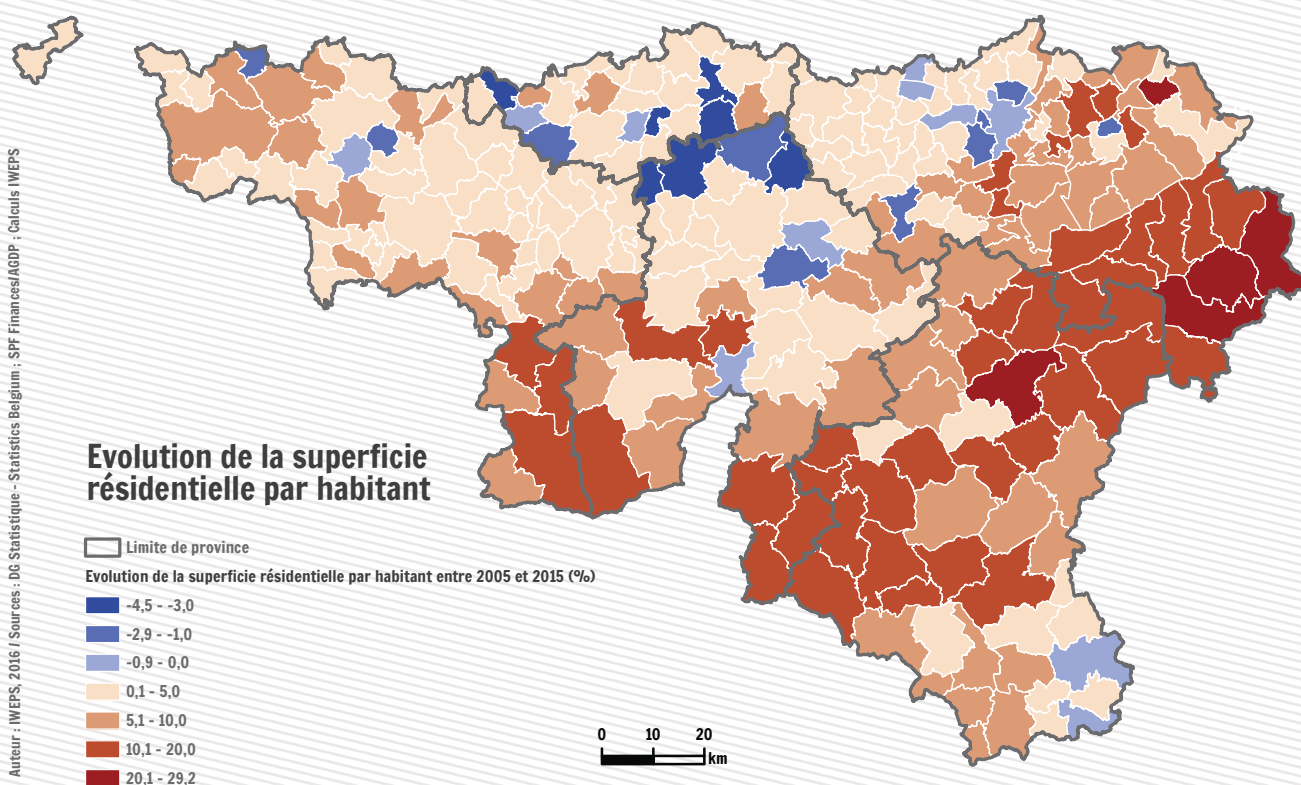 Evolution de la superficie
résidentielle par habitant
Limite de province
Evolution de la superficie résidentielle par habitant entre 2005 et 2015 (%)
-4,5 - -3,0
-2,9 - -1,0
-0,9 - 0,0
0,1 - 5,0
5,1 - 10,0
10,1 - 20,0
20,1 - 29,2
0 10 20
km
Auteur : IWEPS, 2016 / Sources : DG Statistique - Statistics Belgium ; SPF Finances/AGDP ; Calculs IWEPS